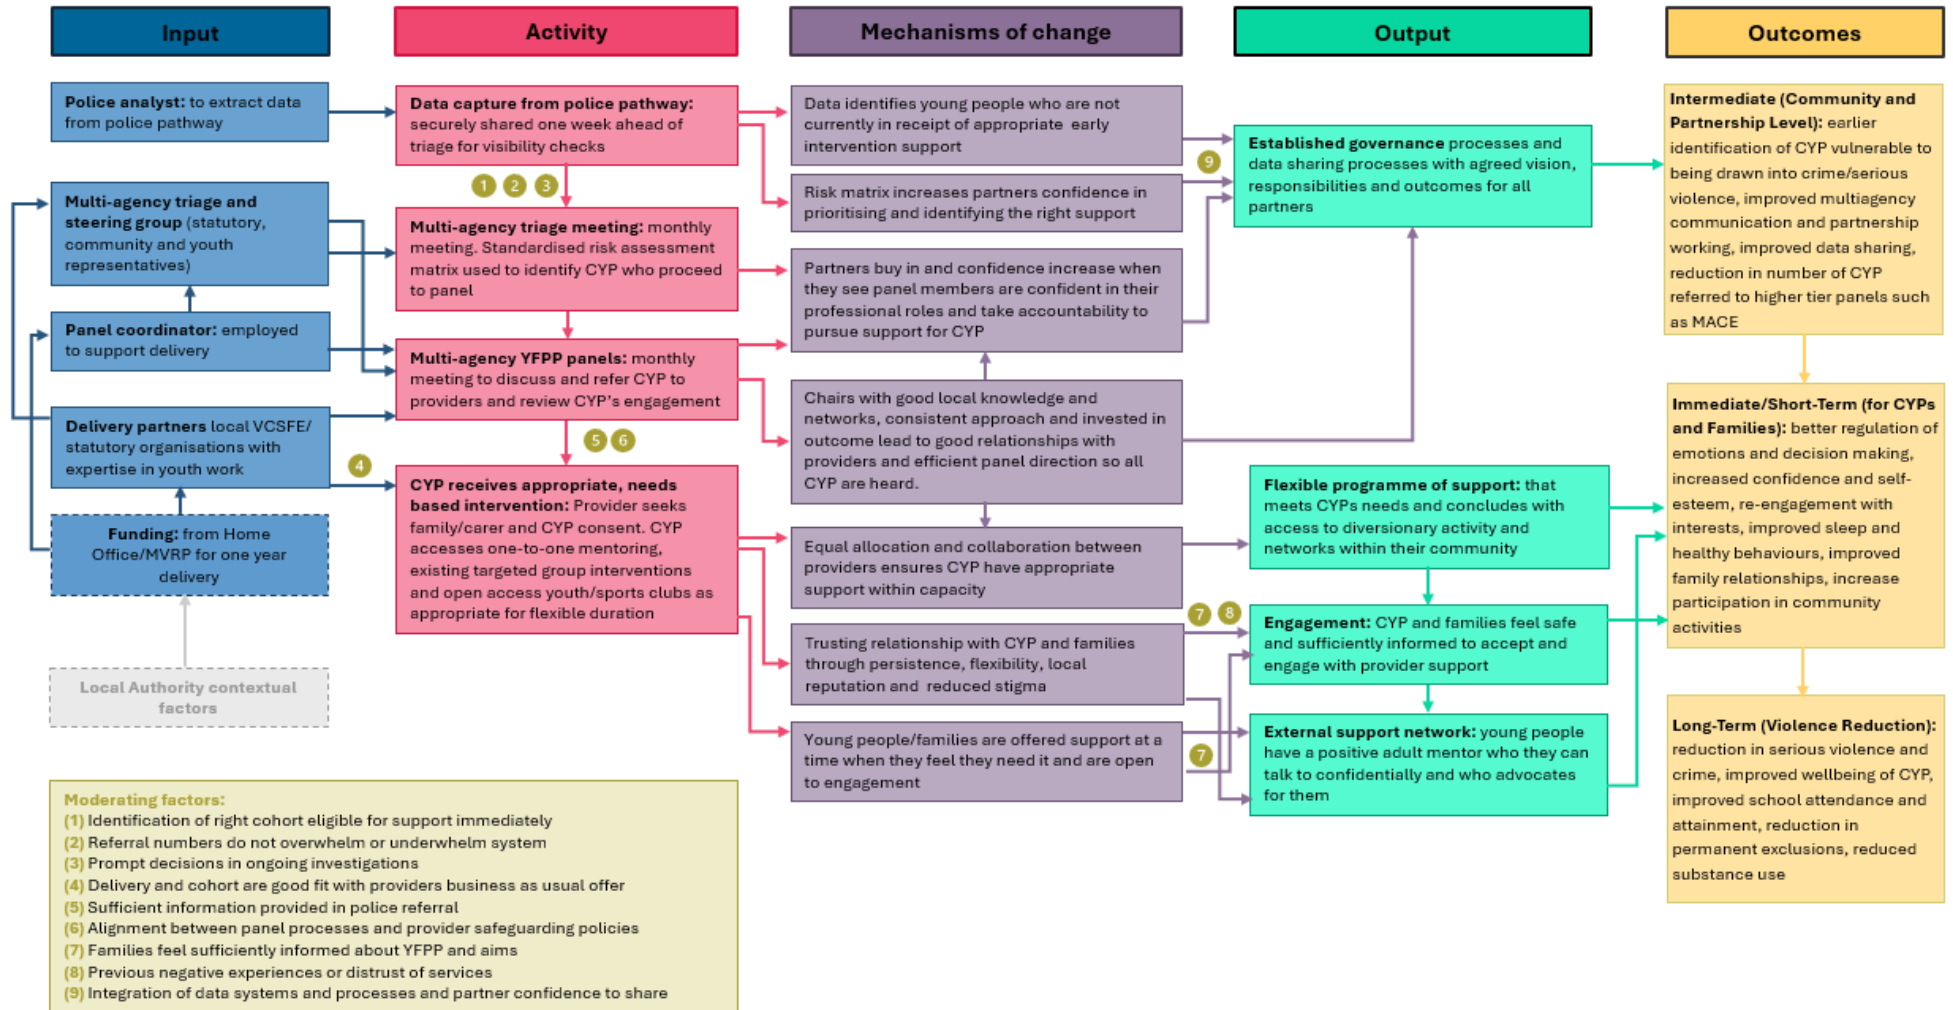 Input
Activity
Mechanisms of change
Output
Outcomes
Police analyst: to extract data
from police pathway
Multi-agency triage and
steering group (statutory,
community and youth
representatives)
Panel coordinator: employed
to support delivery
Delivery partners local VCSFE/
statutory organisations with
expertise in youth work
Funding: from Home
Office/MVRP for one year
delivery
Local Authority contextual
factors
Data capture from police pathway:
securely shared one week ahead of
triage for visibility checks
1 2 3
Multi-agency triage meeting: monthly
meeting. Standardised risk assessment
matrix used to identify CYP who proceed
to panel
Multi-agency YFPP panels: monthly
meeting to discuss and refer CYP to
providers and review CYP's engagement
5 6
4
CYP receives appropriate, needs
based intervention: Provider seeks
family/carer and CYP consent. CYP
accesses one-to-one mentoring,
existing targeted group interventions
and open access youth/sports clubs as
appropriate for flexible duration
Data identifies young people who are not
currently in receipt of appropriate early
intervention support
Risk matrix increases partners confidence in
prioritising and identifying the right support
Partners buy in and confidence increase when
they see panel members are confident in their
professional roles and take accountability to
pursue support for CYP
Chairs with good local knowledge and
networks, consistent approach and invested in
outcome lead to good relationships with
providers and efficient panel direction so all
CYP are heard.
Equal allocation and collaboration between
providers ensures CYP have appropriate
support within capacity
Trusting relationship with CYP and families
through persistence, flexibility, local
reputation and reduced stigma
Young people/families are offered support at a
time when they feel they need it and are open
to engagement
9
7 8
7
Established governance processes and
data sharing processes with agreed vision,
responsibilities and outcomes for all
partners
Flexible programme of support: that
meets CYPs needs and concludes with
access to diversionary activity and
networks within their community
Engagement: CYP and families feel safe
and sufficiently informed to accept and
engage with provider support
External support network: young people
have a positive adult mentor who they can
talk to confidentially and who advocates
for them
Intermediate (Community and
Partnership Level): earlier
identification of CYP vulnerable to
being drawn into crime/serious
violence, improved multiagency
communication and partnership
working, improved data sharing,
reduction in number of CYP
referred to higher tier panels such
as MACE
Immediate/Short-Term (for CYPs
and Families): better regulation of
emotions and decision making,
increased confidence and self-
esteem, re-engagement with
interests, improved sleep and
healthy behaviours, improved
family relationships, increase
participation in community
activities
Long-Term (Violence Reduction):
reduction in serious violence and
crime, improved wellbeing of CYP,
improved school attendance and
attainment, reduction in
permanent exclusions, reduced
substance use
Moderating factors:
(1) Identification of right cohort eligible for support immediately
(2) Referral numbers do not overwhelm or underwhelm system
(3) Prompt decisions in ongoing investigations
(4) Delivery and cohort are good fit with providers business as usual offer
(5) Sufficient information provided in police referral
(6) Alignment between panel processes and provider safeguarding policies
(7) Families feel sufficiently informed about YFPP and aims
(8) Previous negative experiences or distrust of services
(9) Integration of data systems and processes and partner confidence to share